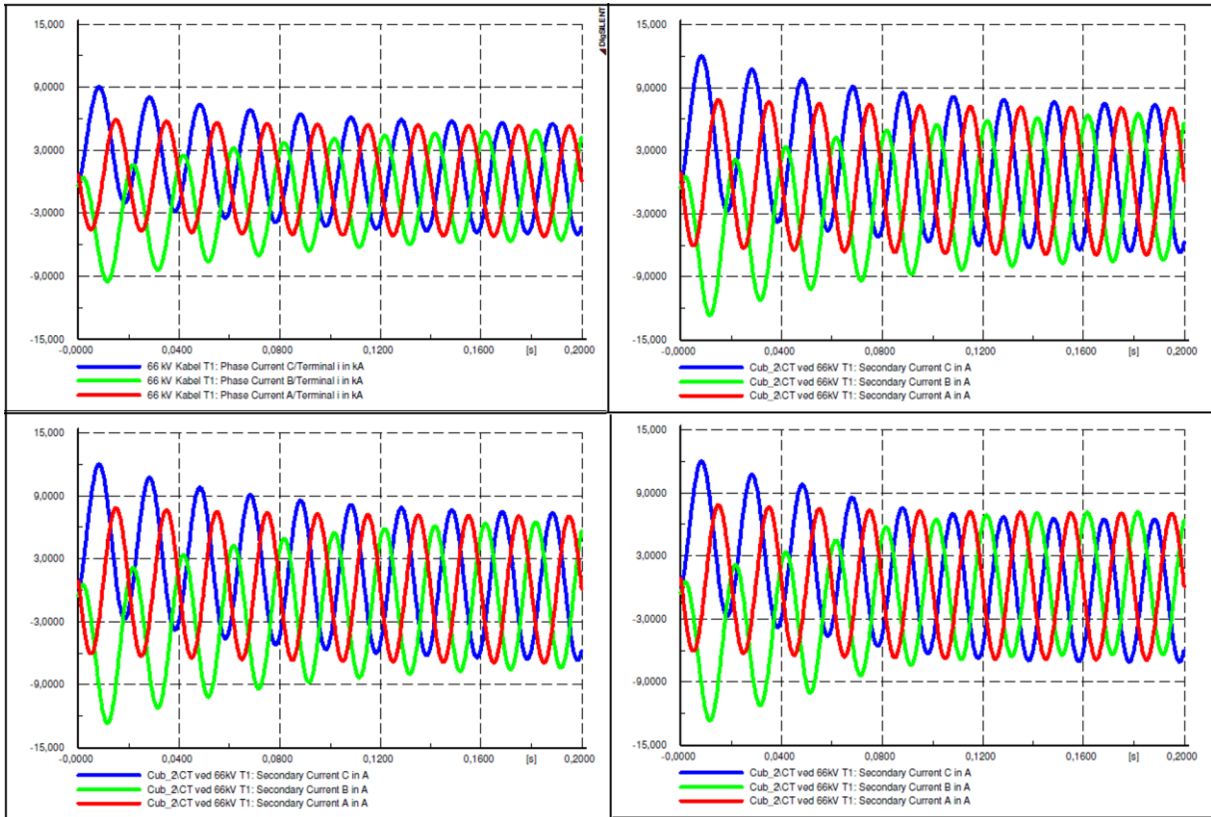 15,000
9,0000
3,0000
-3,0000
-9,0000
-15,000
-0,0000 0,0400 0,0800 0,1200 0,1600 [s] 0,2000
DIgSILENT
66 kV Kabel T1: Phase Current C/Terminal i in kA
66 kV Kabel T1: Phase Current B/Terminal i in kA
66 kV Kabel T1: Phase Current A/Terminal i in kA
15,000
9,0000
3,0000
-3,0000
-9,0000
-15,000
-0,0000 0,0400 0,0800 0,1200 0,1600 [s] 0,2000
Cub_2\CT ved 66kV T1: Secondary Current C in A
Cub_2\CT ved 66kV T1: Secondary Current B in A
Cub_2\CT ved 66kV T1: Secondary Current A in A
15,000
9,0000
3,0000
-3,0000
-9,0000
-15,000
-0,0000 0,0400 0,0800 0,1200 0,1600 [s] 0,2000
Cub_2\CT ved 66kV T1: Secondary Current C in A
Cub_2\CT ved 66kV T1: Secondary Current B in A
Cub_2\CT ved 66kV T1: Secondary Current A in A
15,000
9,0000
3,0000
-3,0000
-9,0000
-15,000
-0,0000 0,0400 0,0800 0,1200 0,1600 [s] 0,2000
Cub_2\CT ved 66kV T1: Secondary Current C in A
Cub_2\CT ved 66kV T1: Secondary Current B in A
Cub_2\CT ved 66kV T1: Secondary Current A in A